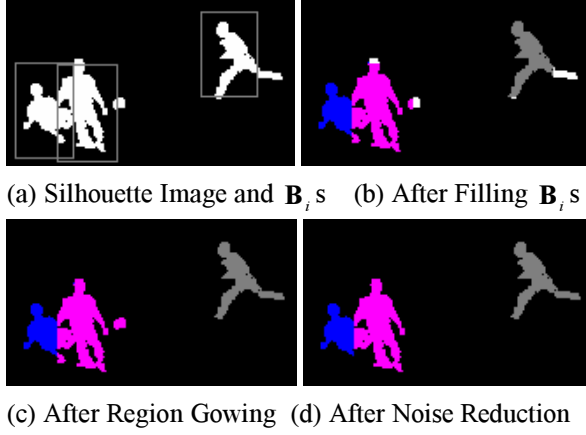 (a) Silhouette Image and B_i s (b) After Filling B_i s
(c) After Region Gowing (d) After Noise Reduction